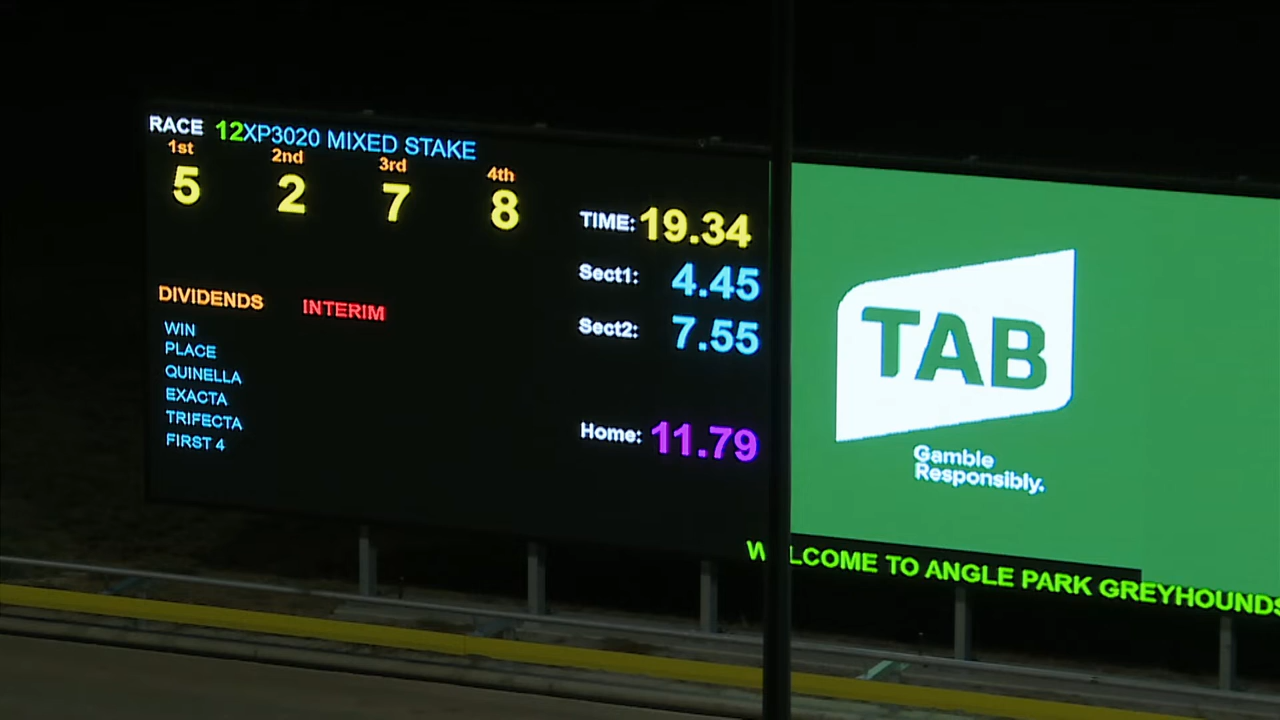 RACE 12XP3020 MIXED STAKE
1st 2nd 3rd 4th
5 2 7 8
TIME: 19.34
Sect1: 4.45
Sect2: 7.55
Home: 11.79
DIVIDENDS INTERIM
WIN
PLACE
QUINELLA
EXACTA
TRIFECTA
FIRST 4
TAB
Gamble
Responsibly.
WELCOME TO ANGLE PARK GREYHOUNDS